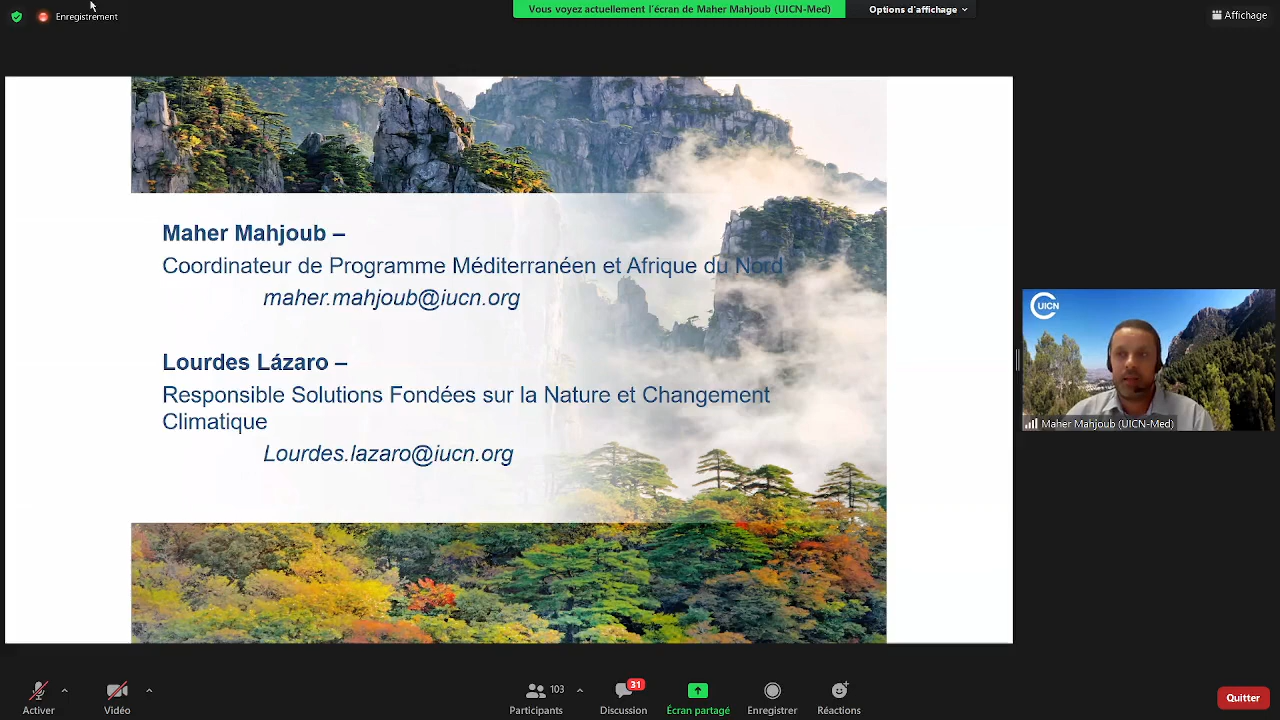 Enregistrement
Vous voyez actuellement l'écran de Maher Mahjoub (UICN-Med)
Options d'affichage
Affichage
Maher Mahjoub –
Coordinateur de Programme Méditerranéen et Afrique du Nord
maher.mahjoub@iucn.org
Lourdes Lázaro –
Responsible Solutions Fondées sur la Nature et Changement
Climatique
Lourdes.lazaro@iucn.org
UICN
Maher Mahjoub (UICN-Med)
Activer
Vidéo
103
Participants
31
Discussion
Écran partagé
Enregistrer
Réactions
Quitter